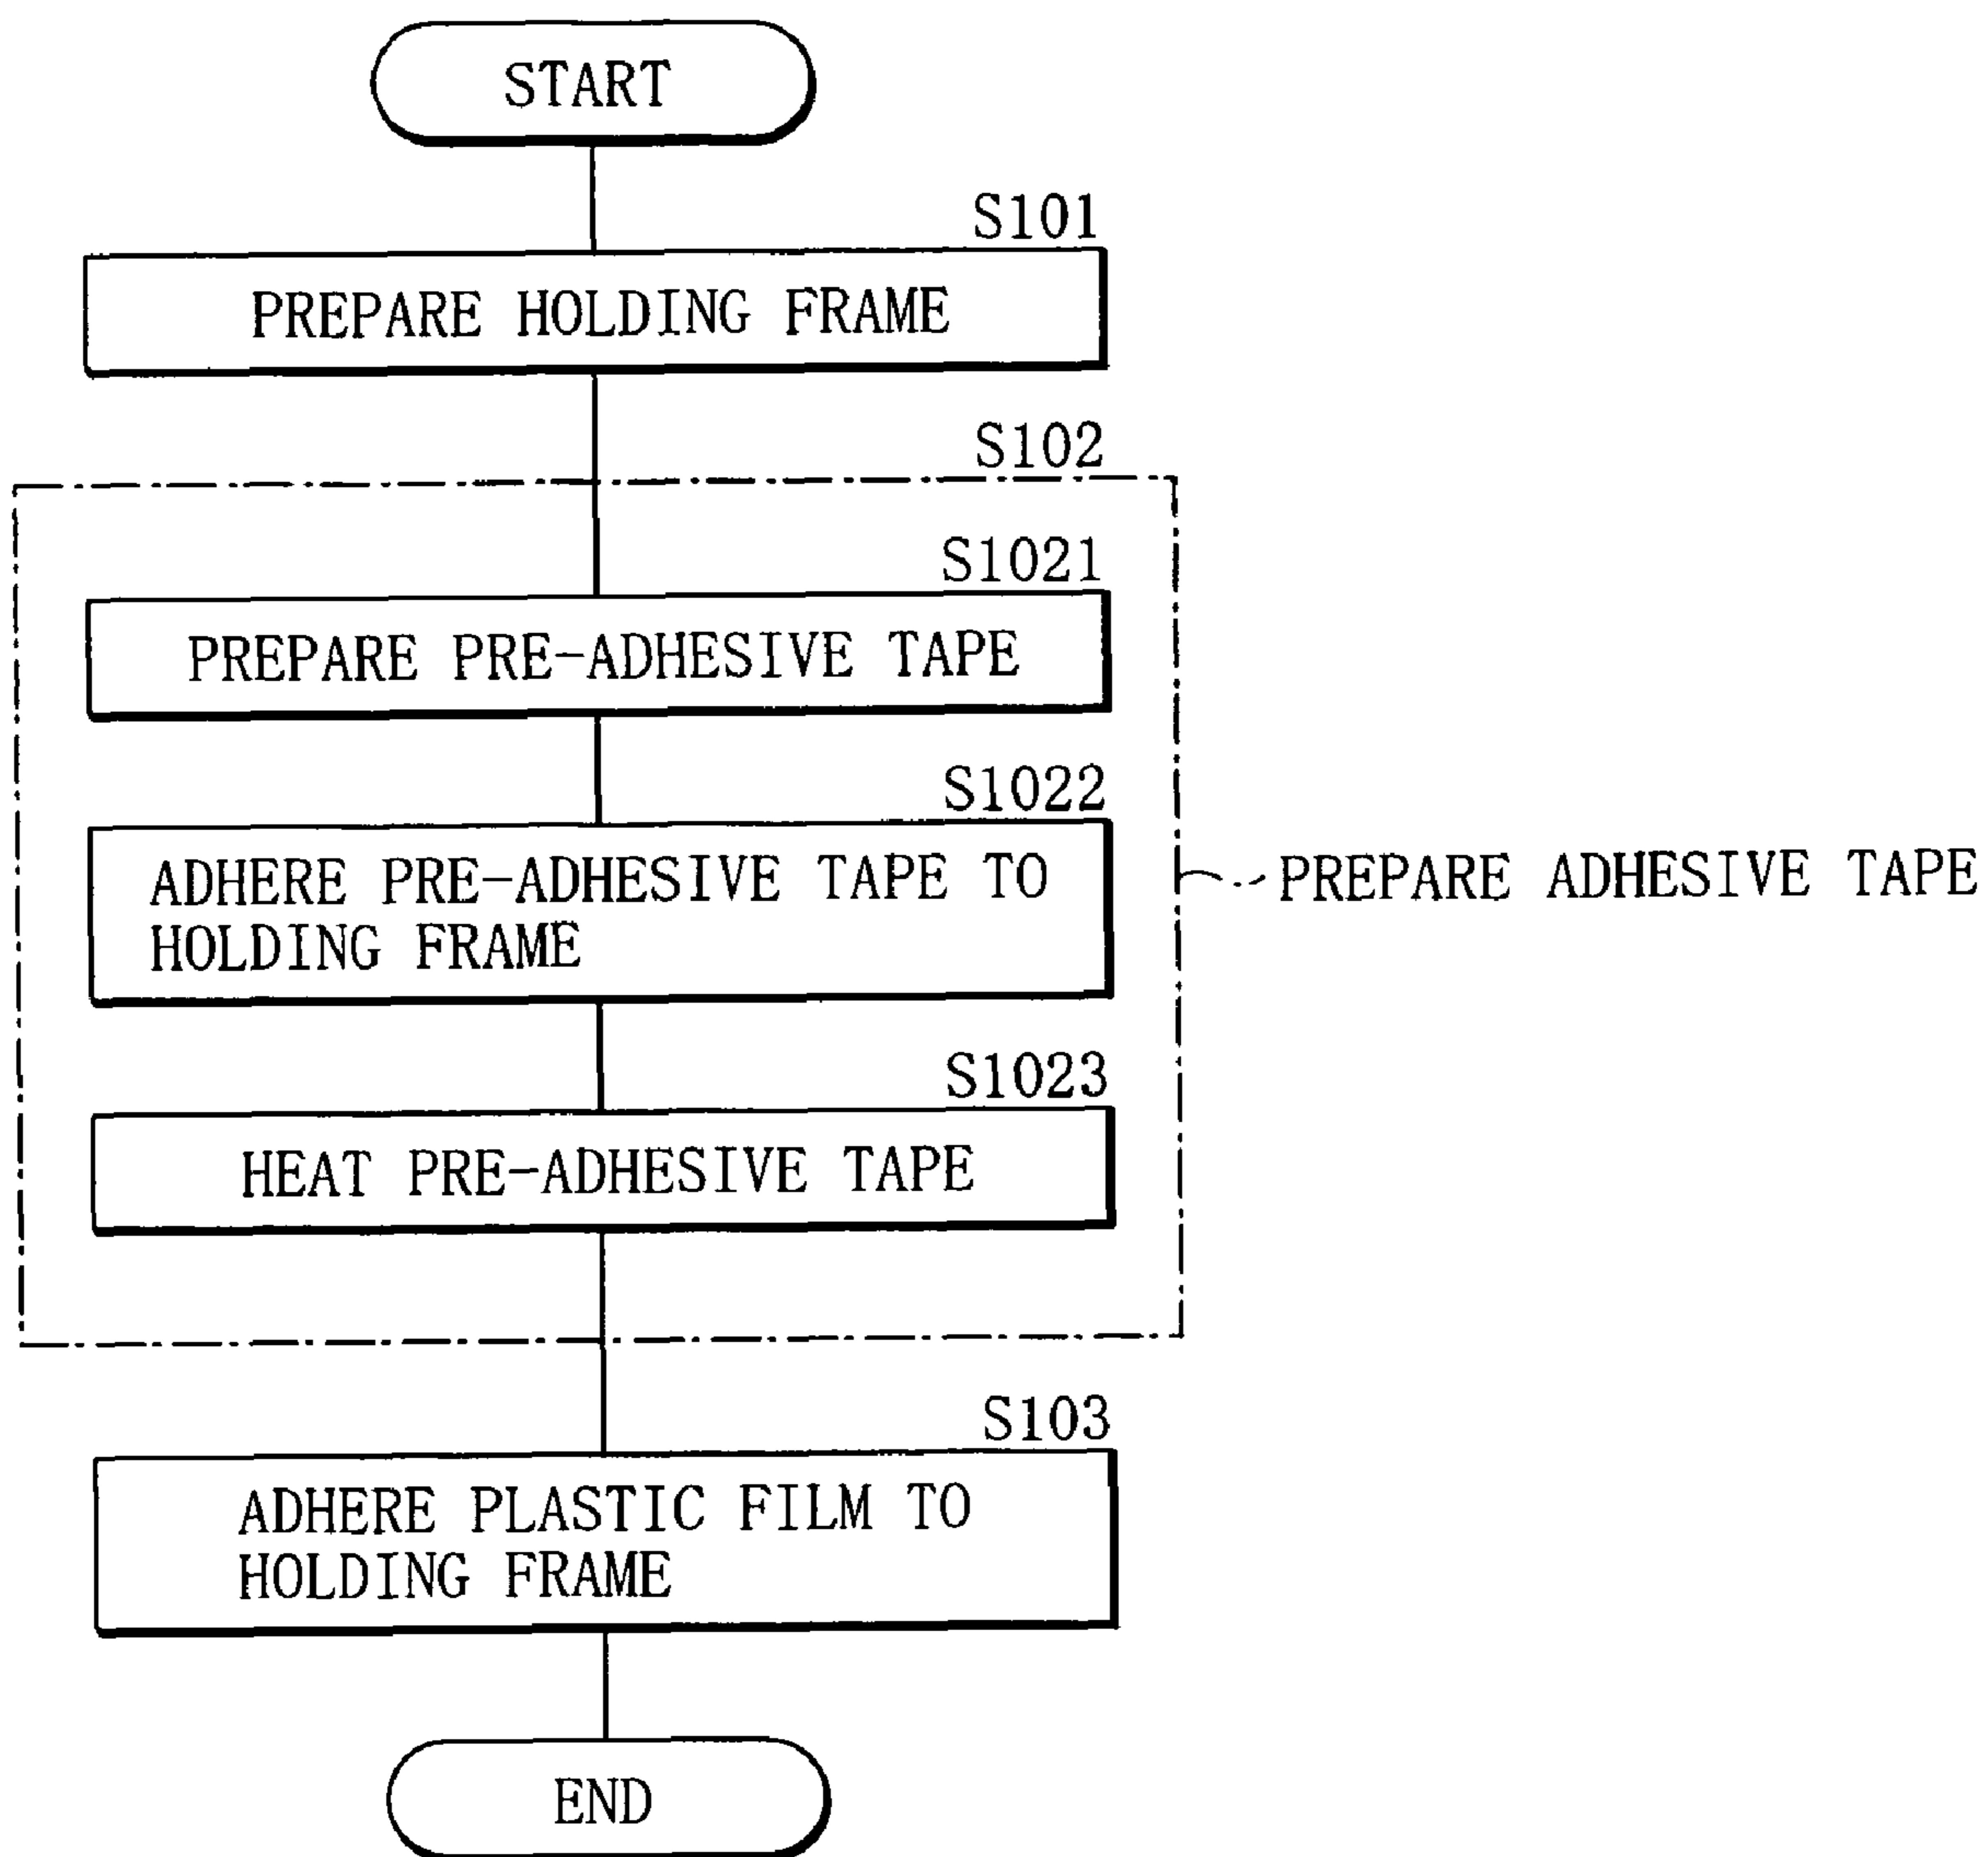 START
S101
PREPARE HOLDING FRAME
S102
S1021
PREPARE PRE-ADHESIVE TAPE
S1022
ADHERE PRE-ADHESIVE TAPE TO
HOLDING FRAME
PREPARE ADHESIVE TAPE
S1023
HEAT PRE-ADHESIVE TAPE
S103
ADHERE PLASTIC FILM TO
HOLDING FRAME
END